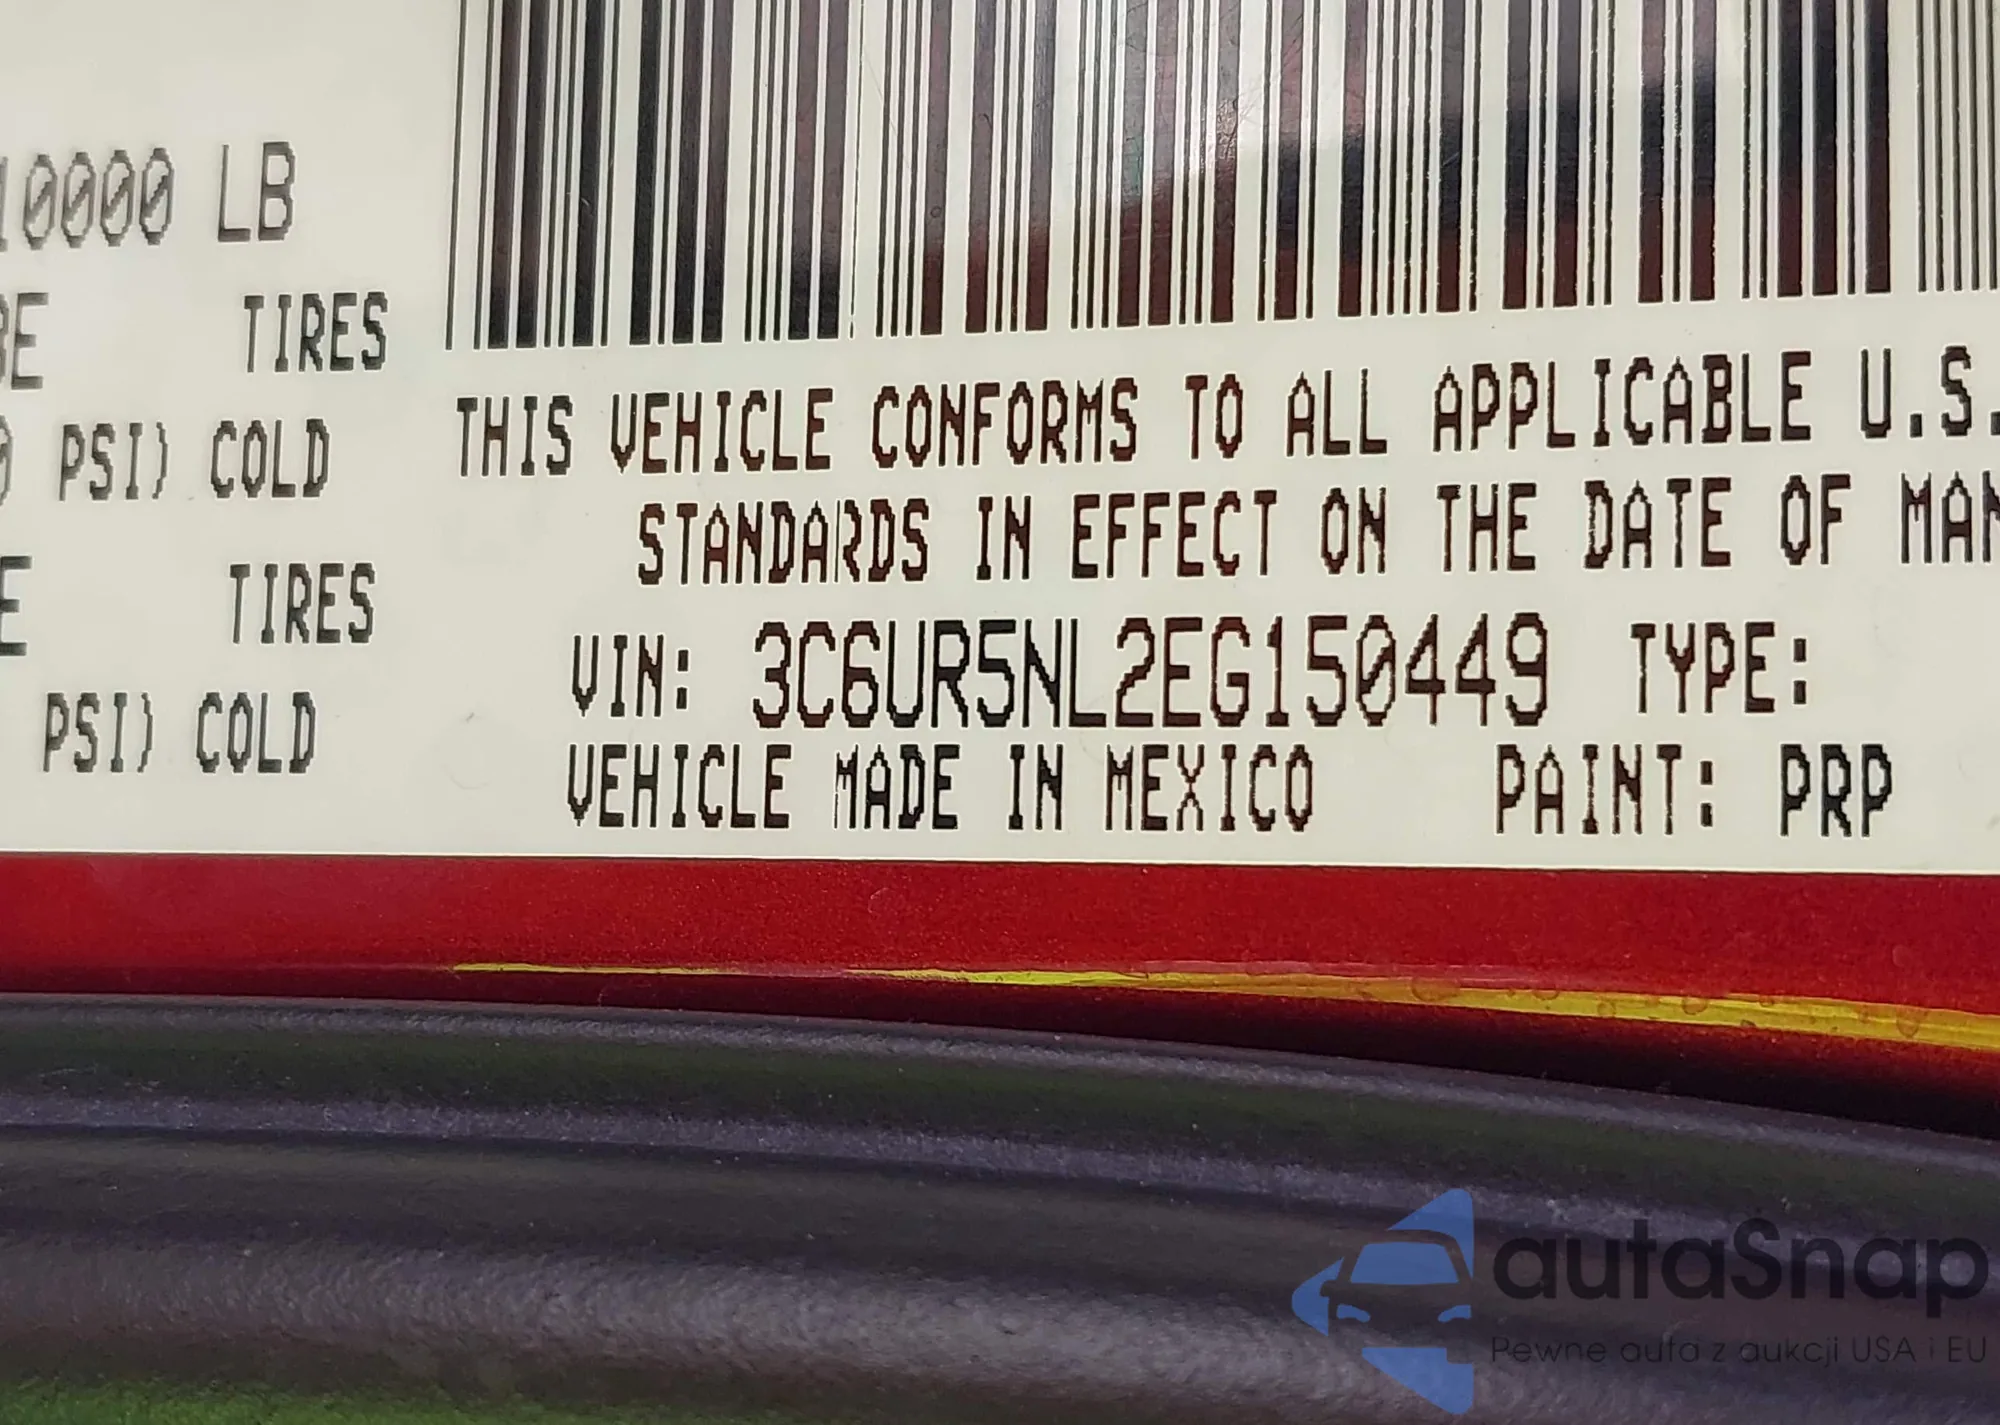 10000 LB
TIRES
PSI) COLD
TIRES
PSI) COLD
THIS VEHICLE CONFORMS TO ALL APPLICABLE U.S.
STANDARDS IN EFFECT ON THE DATE OF MAN
VIN: 3C6UR5NL2EG150449 TYPE:
VEHICLE MADE IN MEXICO PAINT: PRP
autaSnap
Pewne auta z aukcji USA i EU